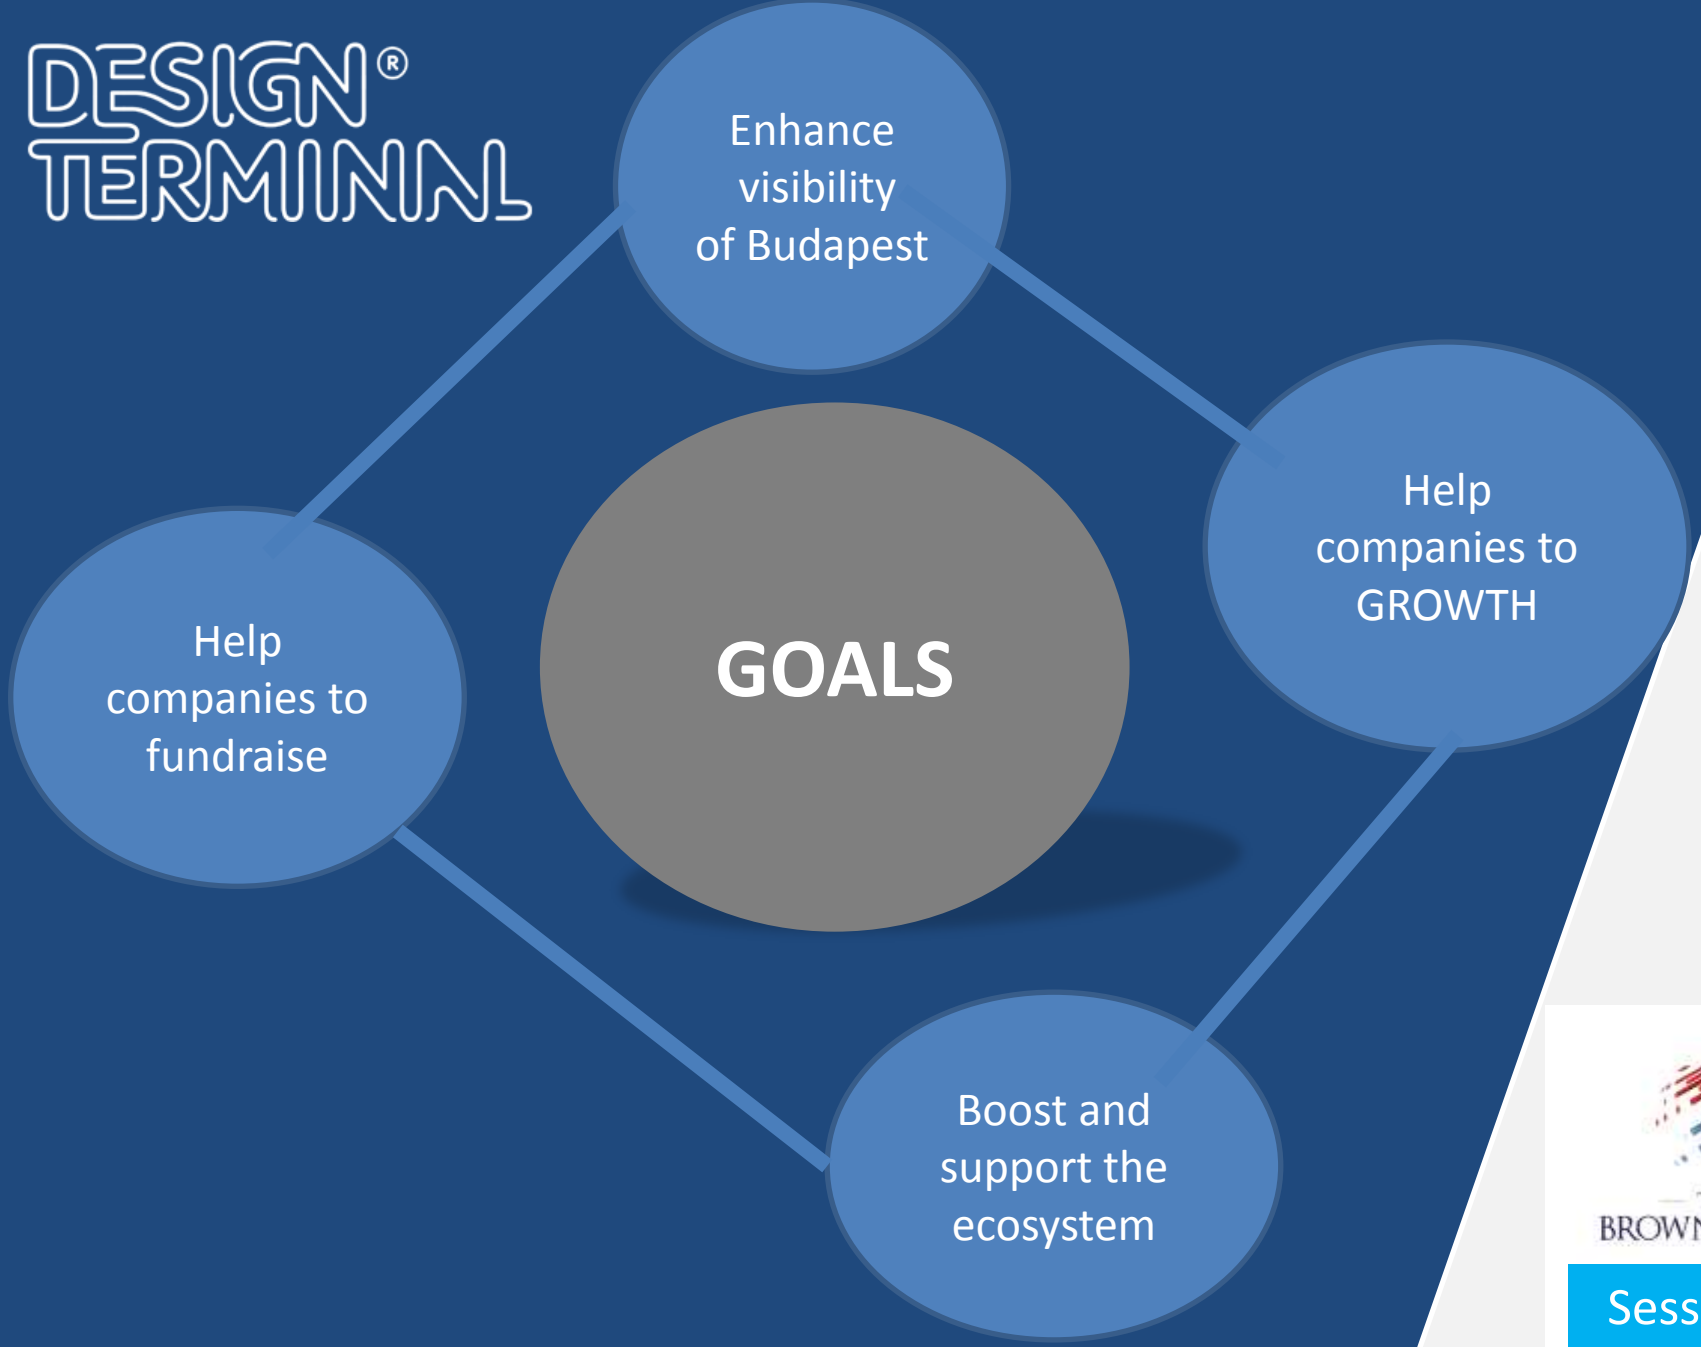 DESIGN®
TERMINAL
Enhance
visibility
of Budapest
Help
companies to
GROWTH
Help
companies to
fundraise
GOALS
Boost and
support the
ecosystem